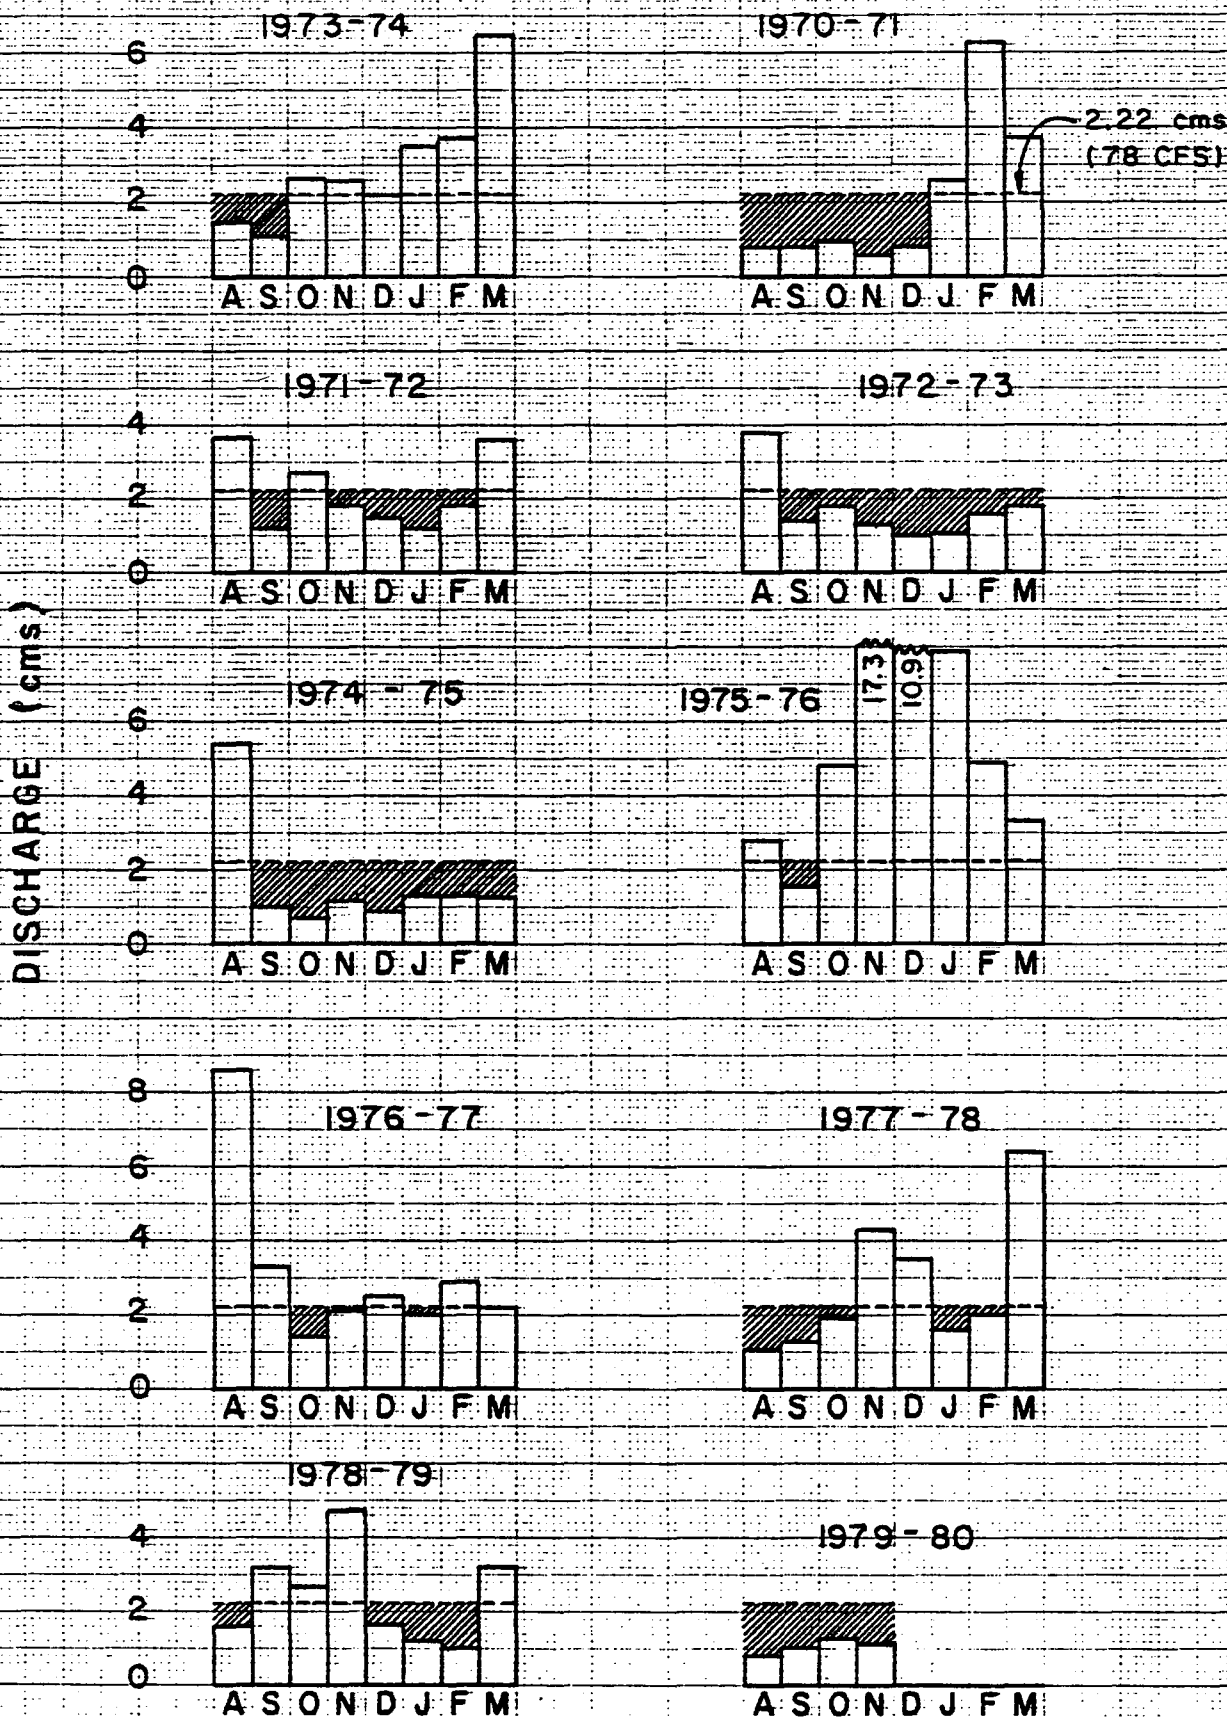 1973-74
1970-71
6
4
2
0
2.22 cms
(78 CFS)
A S O N D J F M
A S O N D J F M
1971-72
1972-73
4
2
0
A S O N D J F M
A S O N D J F M
DISCHARGE (cms)
1974-75
1975-76
17.3
10.9
6
4
2
0
A S O N D J F M
A S O N D J F M
1976-77
1977-78
8
6
4
2
0
A S O N D J F M
A S O N D J F M
1978-79
1979-80
4
2
0
A S O N D J F M
A S O N D J F M